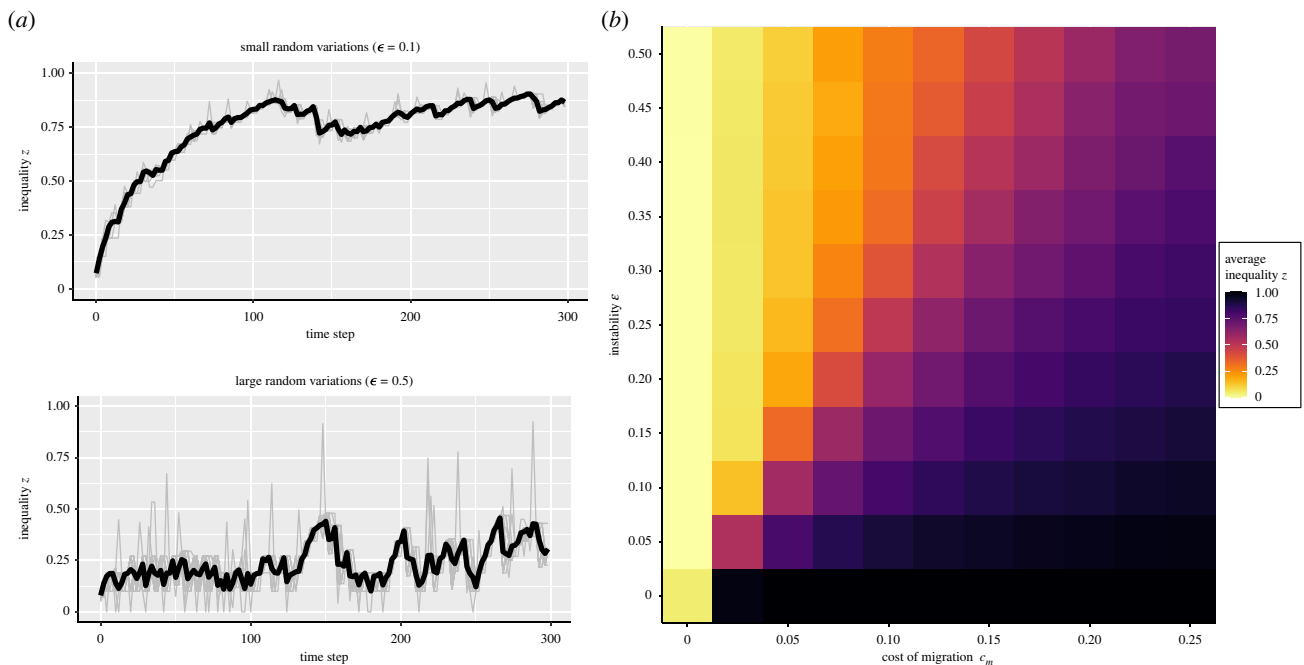 (a)
small random variations (ϵ = 0.1)
1.00
0.75
0.50
0.25
0
inequality z
0 100 200 300
time step
large random variations (ϵ = 0.5)
1.00
0.75
0.50
0.25
0
inequality z
0 100 200 300
time step
(b)
0.50
0.45
0.40
0.35
0.30
0.25
0.20
0.15
0.10
0.05
0
instability ε
0 0.05 0.10 0.15 0.20 0.25
cost of migration cₘ
average
inequality z
1.00
0.75
0.50
0.25
0